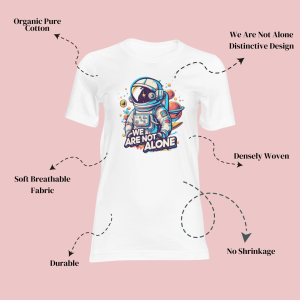 Organic Pure
Cotton
We Are Not Alone
Distinctive Design
WE
ARE NOT
ALONE
Densely Woven
Soft Breathable
Fabric
No Shrinkage
Durable